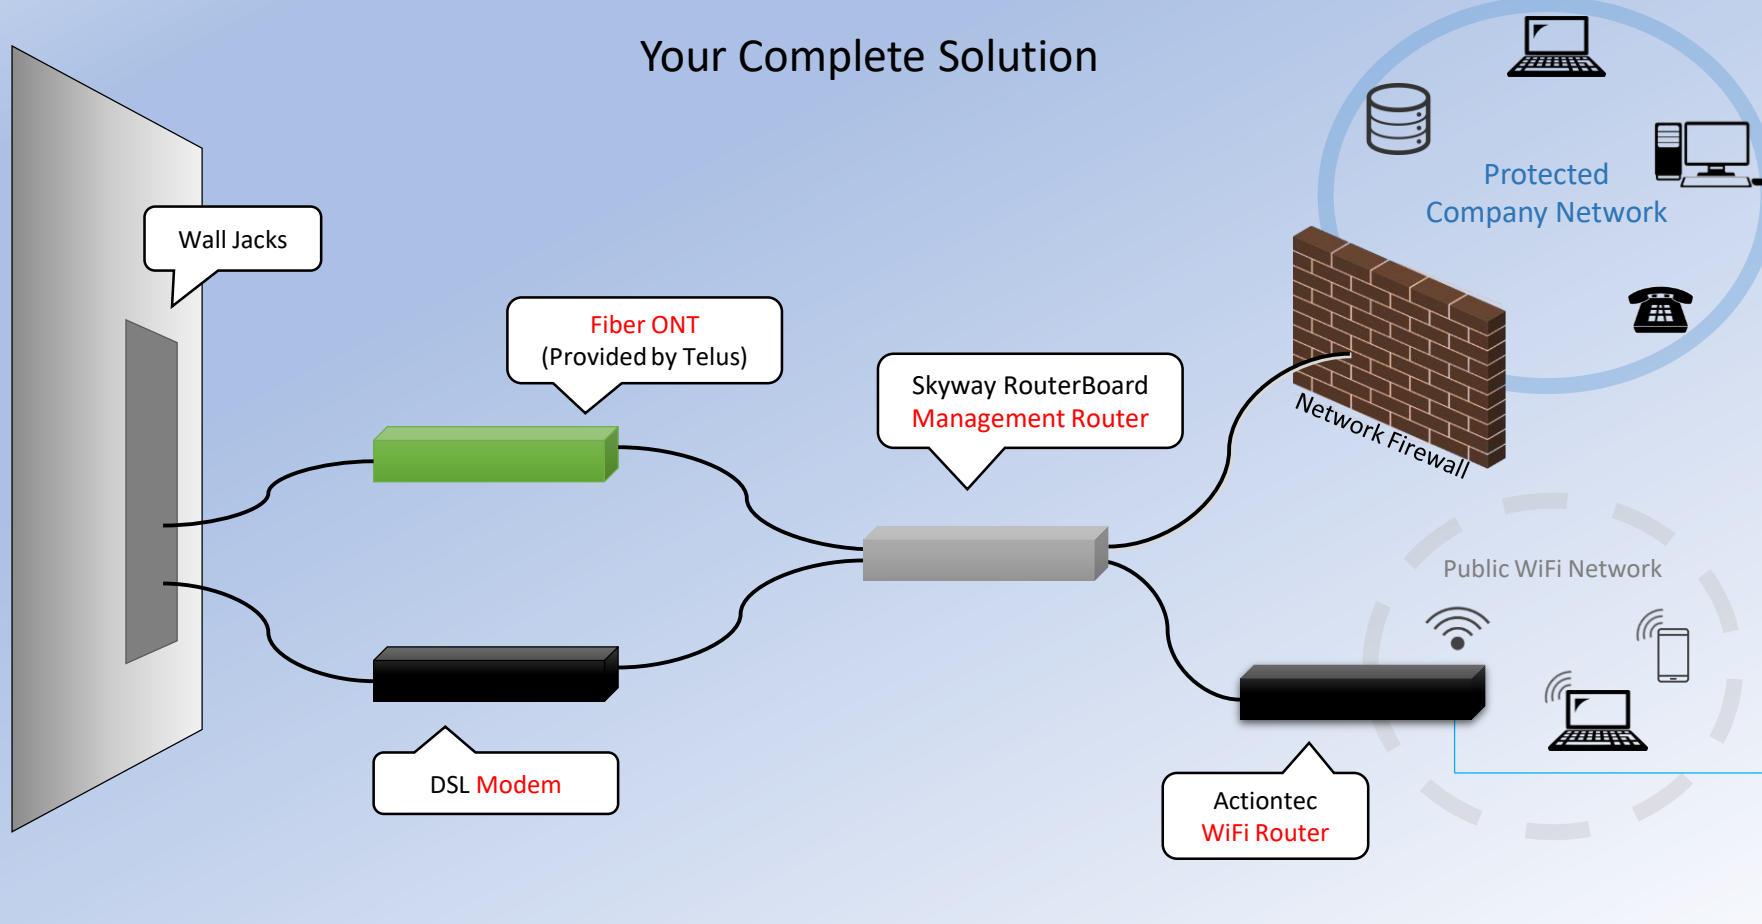 Your Complete Solution
Wall Jacks
Fiber ONT
(Provided by Telus)
Skyway RouterBoard
Management Router
Protected
Company Network
Network Firewall
Public WiFi Network
DSL Modem
Actiontec
WiFi Router